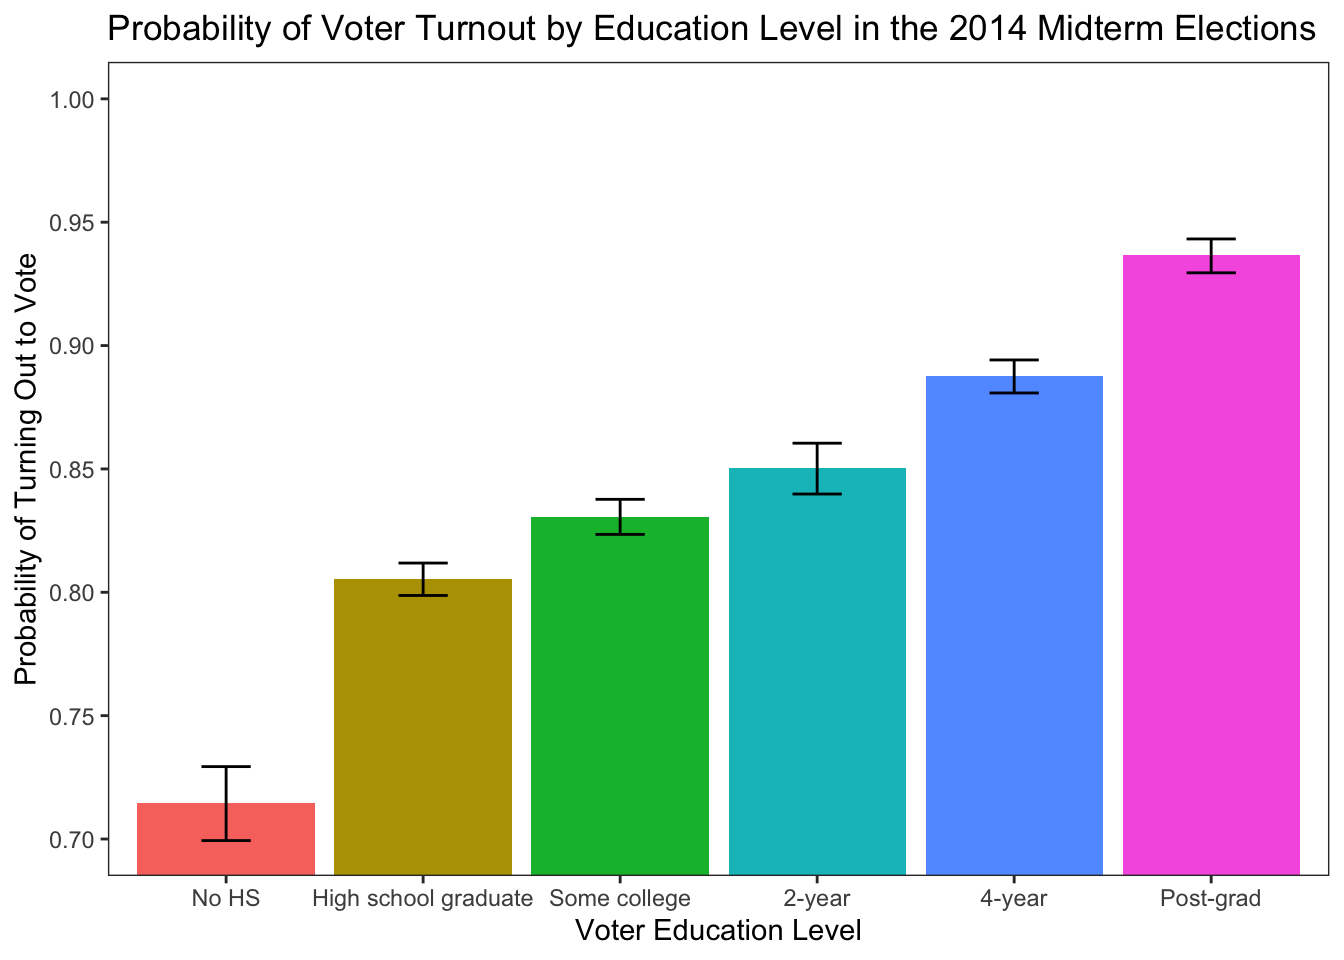 Probability of Voter Turnout by Education Level in the 2014 Midterm Elections
Probability of Turning Out to Vote
1.00
0.95
0.90
0.85
0.80
0.75
0.70
No HS High school graduate Some college 2-year 4-year Post-grad
Voter Education Level